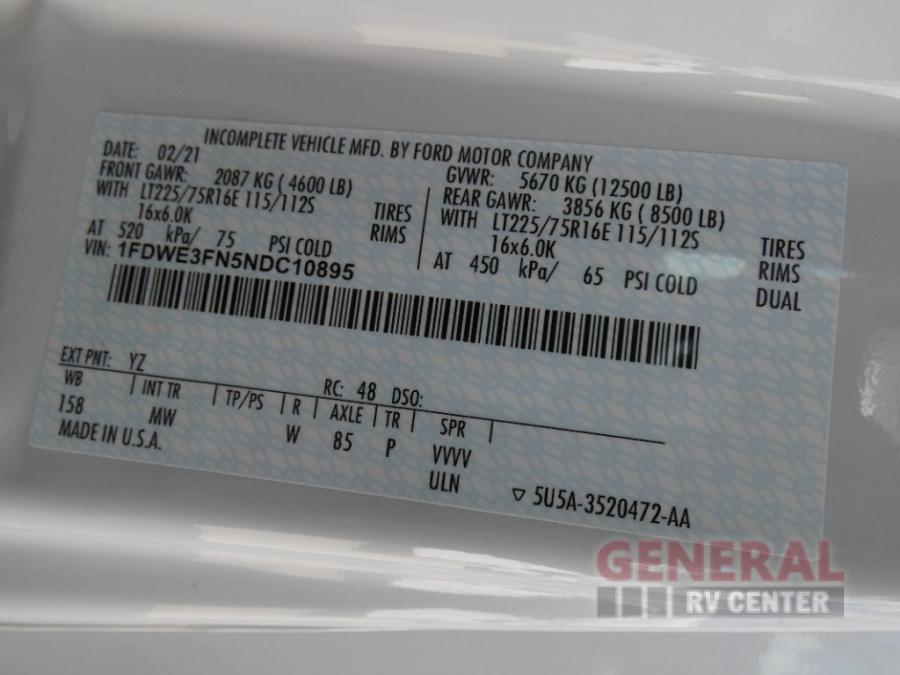 INCOMPLETE VEHICLE MFD. BY FORD MOTOR COMPANY
DATE: 02/21 GVWR: 5670 KG (12500 LB)
FRONT GAWR: 2087 KG ( 4600 LB) REAR GAWR: 3856 KG ( 8500 LB)
WITH LT225/75R16E 115/112S TIRES WITH LT225/75R16E 115/112S TIRES
16x6.0K RIMS 16x6.0K RIMS
AT 520 kPa/ 75 PSI COLD AT 450 kPa/ 65 PSI COLD DUAL
VIN: 1FDWE3FN5NDC10895
EXT PNT: YZ RC: 48 DSO:
WB INT TR TP/PS R AXLE TR SPR
158 MW W 85 P VVVV
MADE IN U.S.A. ULN
▽ 5U5A-3520472-AA
GENERAL
RV CENTER